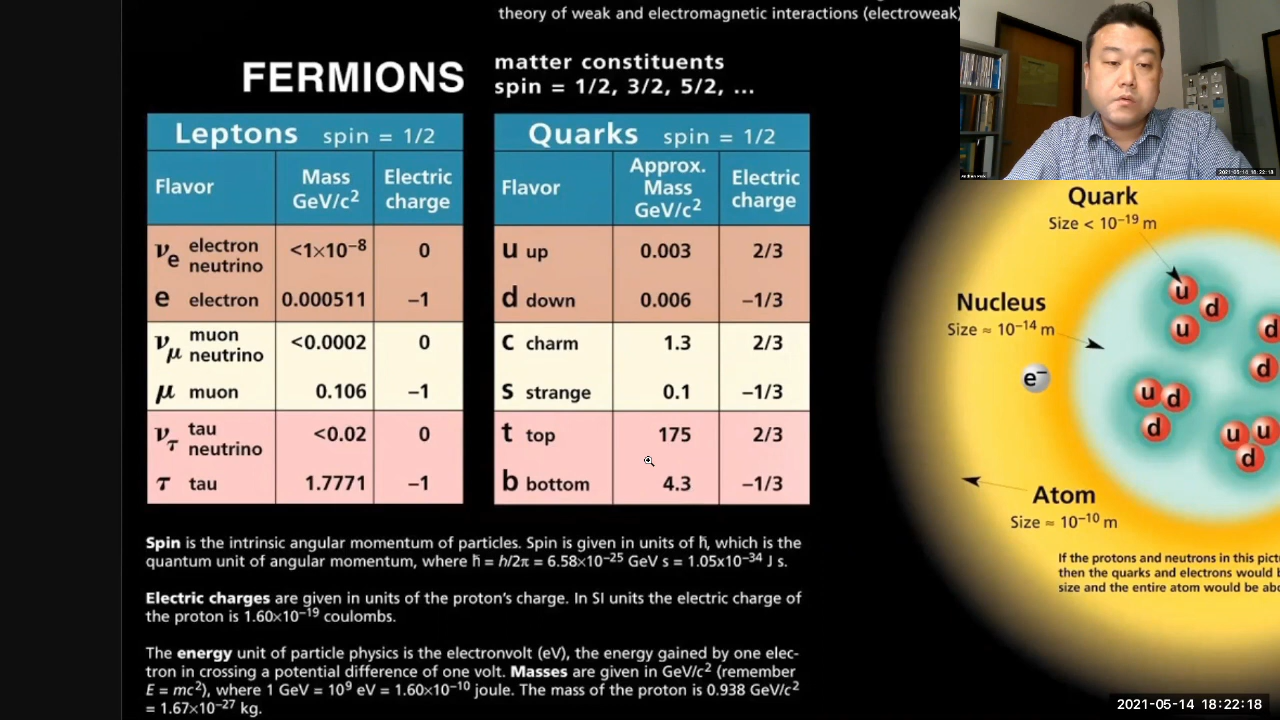 theory of weak and electromagnetic interactions (electroweak)
FERMIONS
matter constituents
spin = 1/2, 3/2, 5/2, ...
Leptons spin = 1/2
Flavor
Mass
GeV/c²
Electric
charge
νe electron
neutrino
<1×10⁻⁸
0
e electron
0.000511
–1
νμ muon
neutrino
<0.0002
0
μ muon
0.106
–1
ντ tau
neutrino
<0.02
0
τ tau
1.7771
–1
Quarks spin = 1/2
Flavor
Approx.
Mass
GeV/c²
Electric
charge
u up
0.003
2/3
d down
0.006
–1/3
c charm
1.3
2/3
s strange
0.1
–1/3
t top
175
2/3
b bottom
4.3
–1/3
Spin is the intrinsic angular momentum of particles. Spin is given in units of ħ, which is the
quantum unit of angular momentum, where ħ = h/2π = 6.58×10⁻²⁵ GeV s = 1.05x10⁻³⁴ J s.
Electric charges are given in units of the proton's charge. In SI units the electric charge of
the proton is 1.60×10⁻¹⁹ coulombs.
The energy unit of particle physics is the electronvolt (eV), the energy gained by one elec-
tron in crossing a potential difference of one volt. Masses are given in GeV/c² (remember
E = mc²), where 1 GeV = 10⁹ eV = 1.60×10⁻¹⁰ joule. The mass of the proton is 0.938 GeV/c²
= 1.67×10⁻²⁷ kg.
2021-05-14 18:22:18
Quark
Size < 10⁻¹⁹ m
u
d
u
d
d
Nucleus
Size ≈ 10⁻¹⁴ m
e⁻
u
d
d
u
u
d
Atom
Size ≈ 10⁻¹⁰ m
If the protons and neutrons in this pict
then the quarks and electrons would b
size and the entire atom would be abo
2021-05-14 18:22:18